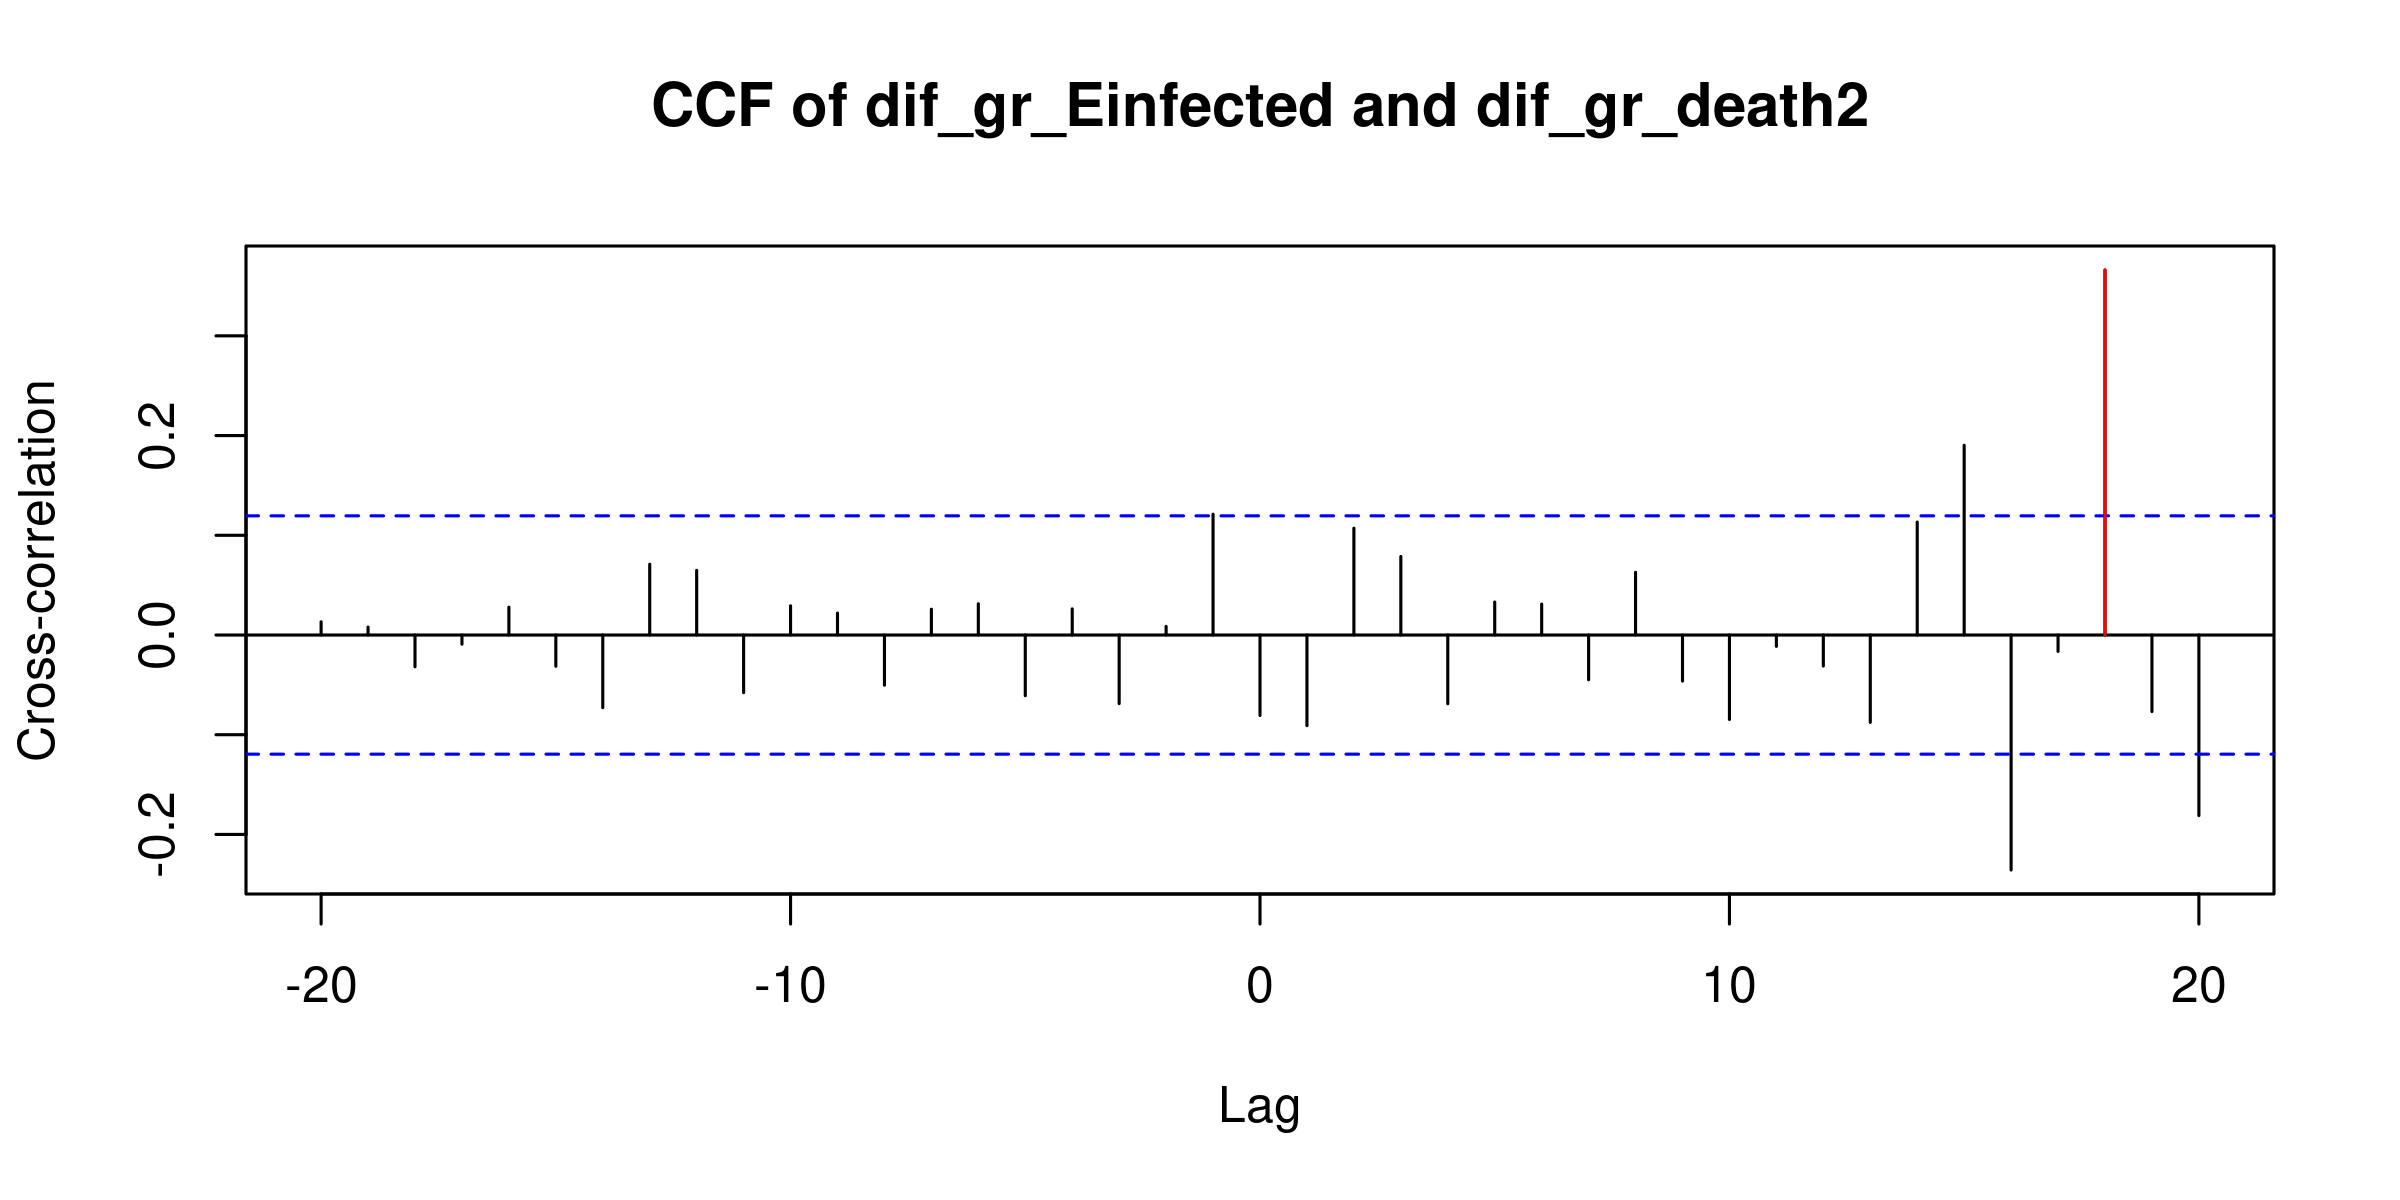 CCF of dif_gr_Einfected and dif_gr_death2
Cross-correlation
0.2
0.0
-0.2
-20 -10 0 10 20
Lag